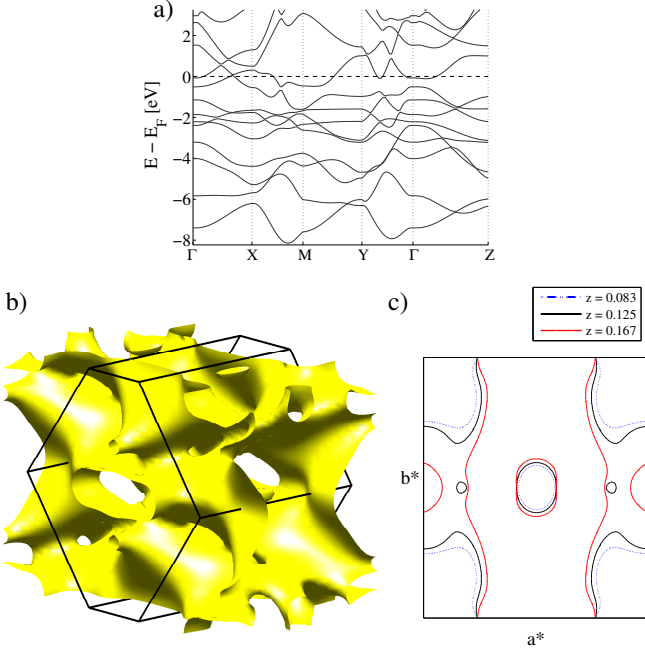 a)
E − E_F [eV]
2
0
−2
−4
−6
−8
Γ X M Y Γ Z
b)
c)
z = 0.083
z = 0.125
z = 0.167
b*
a*